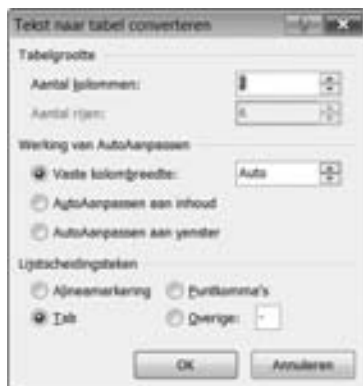 Tekst naar tabel converteren
Tabelgrootte
Aantal kolommen:
Aantal rijen:
Werking van AutoAanpassen
Vaste kolombreedte: Auto
AutoAanpassen aan inhoud
AutoAanpassen aan venster
Lijstscheidingsteken
Alineamarkering Puntkomma's
Tab Overige: -
OK Annuleren